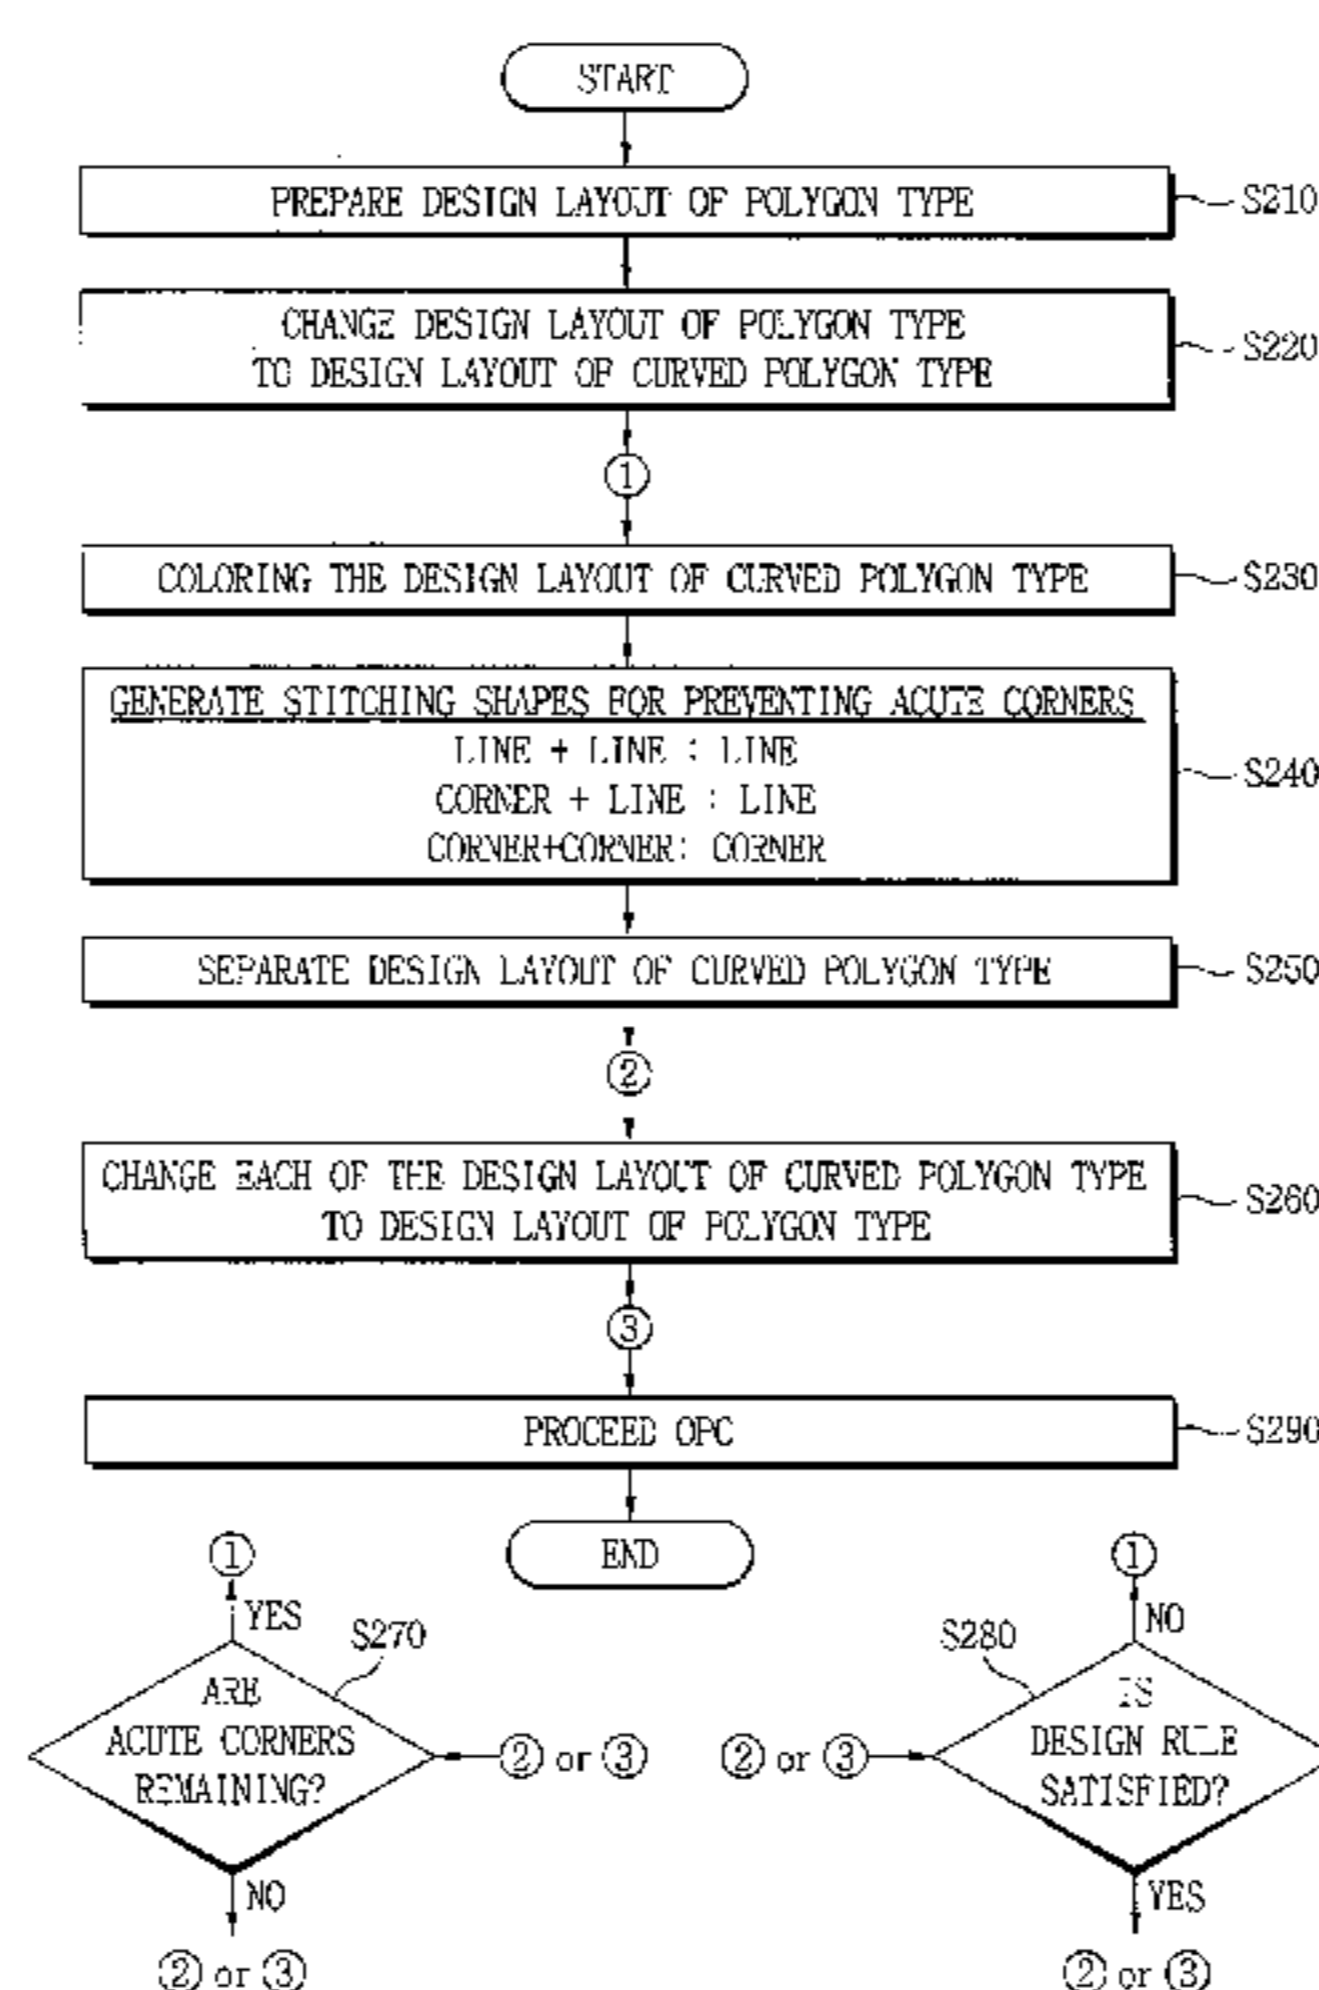 START
PREPARE DESIGN LAYOUT OF POLYGON TYPE
S210
CHANGE DESIGN LAYOUT OF POLYGON TYPE
TO DESIGN LAYOUT OF CURVED POLYGON TYPE
S220
①
COLORING THE DESIGN LAYOUT OF CURVED POLYGON TYPE
S230
GENERATE STITCHING SHAPES FOR PREVENTING ACUTE CORNERS
LINE + LINE : LINE
CORNER + LINE : LINE
CORNER+CORNER: CORNER
S240
SEPARATE DESIGN LAYOUT OF CURVED POLYGON TYPE
S250
②
CHANGE EACH OF THE DESIGN LAYOUT OF CURVED POLYGON TYPE
TO DESIGN LAYOUT OF POLYGON TYPE
S260
③
PROCEED OPC
S290
END
①
YES
S270
ARE
ACUTE CORNERS
REMAINING?
② or ③
NO
② or ③
①
NO
S280
IS
DESIGN RULE
SATISFIED?
② or ③
YES
② or ③